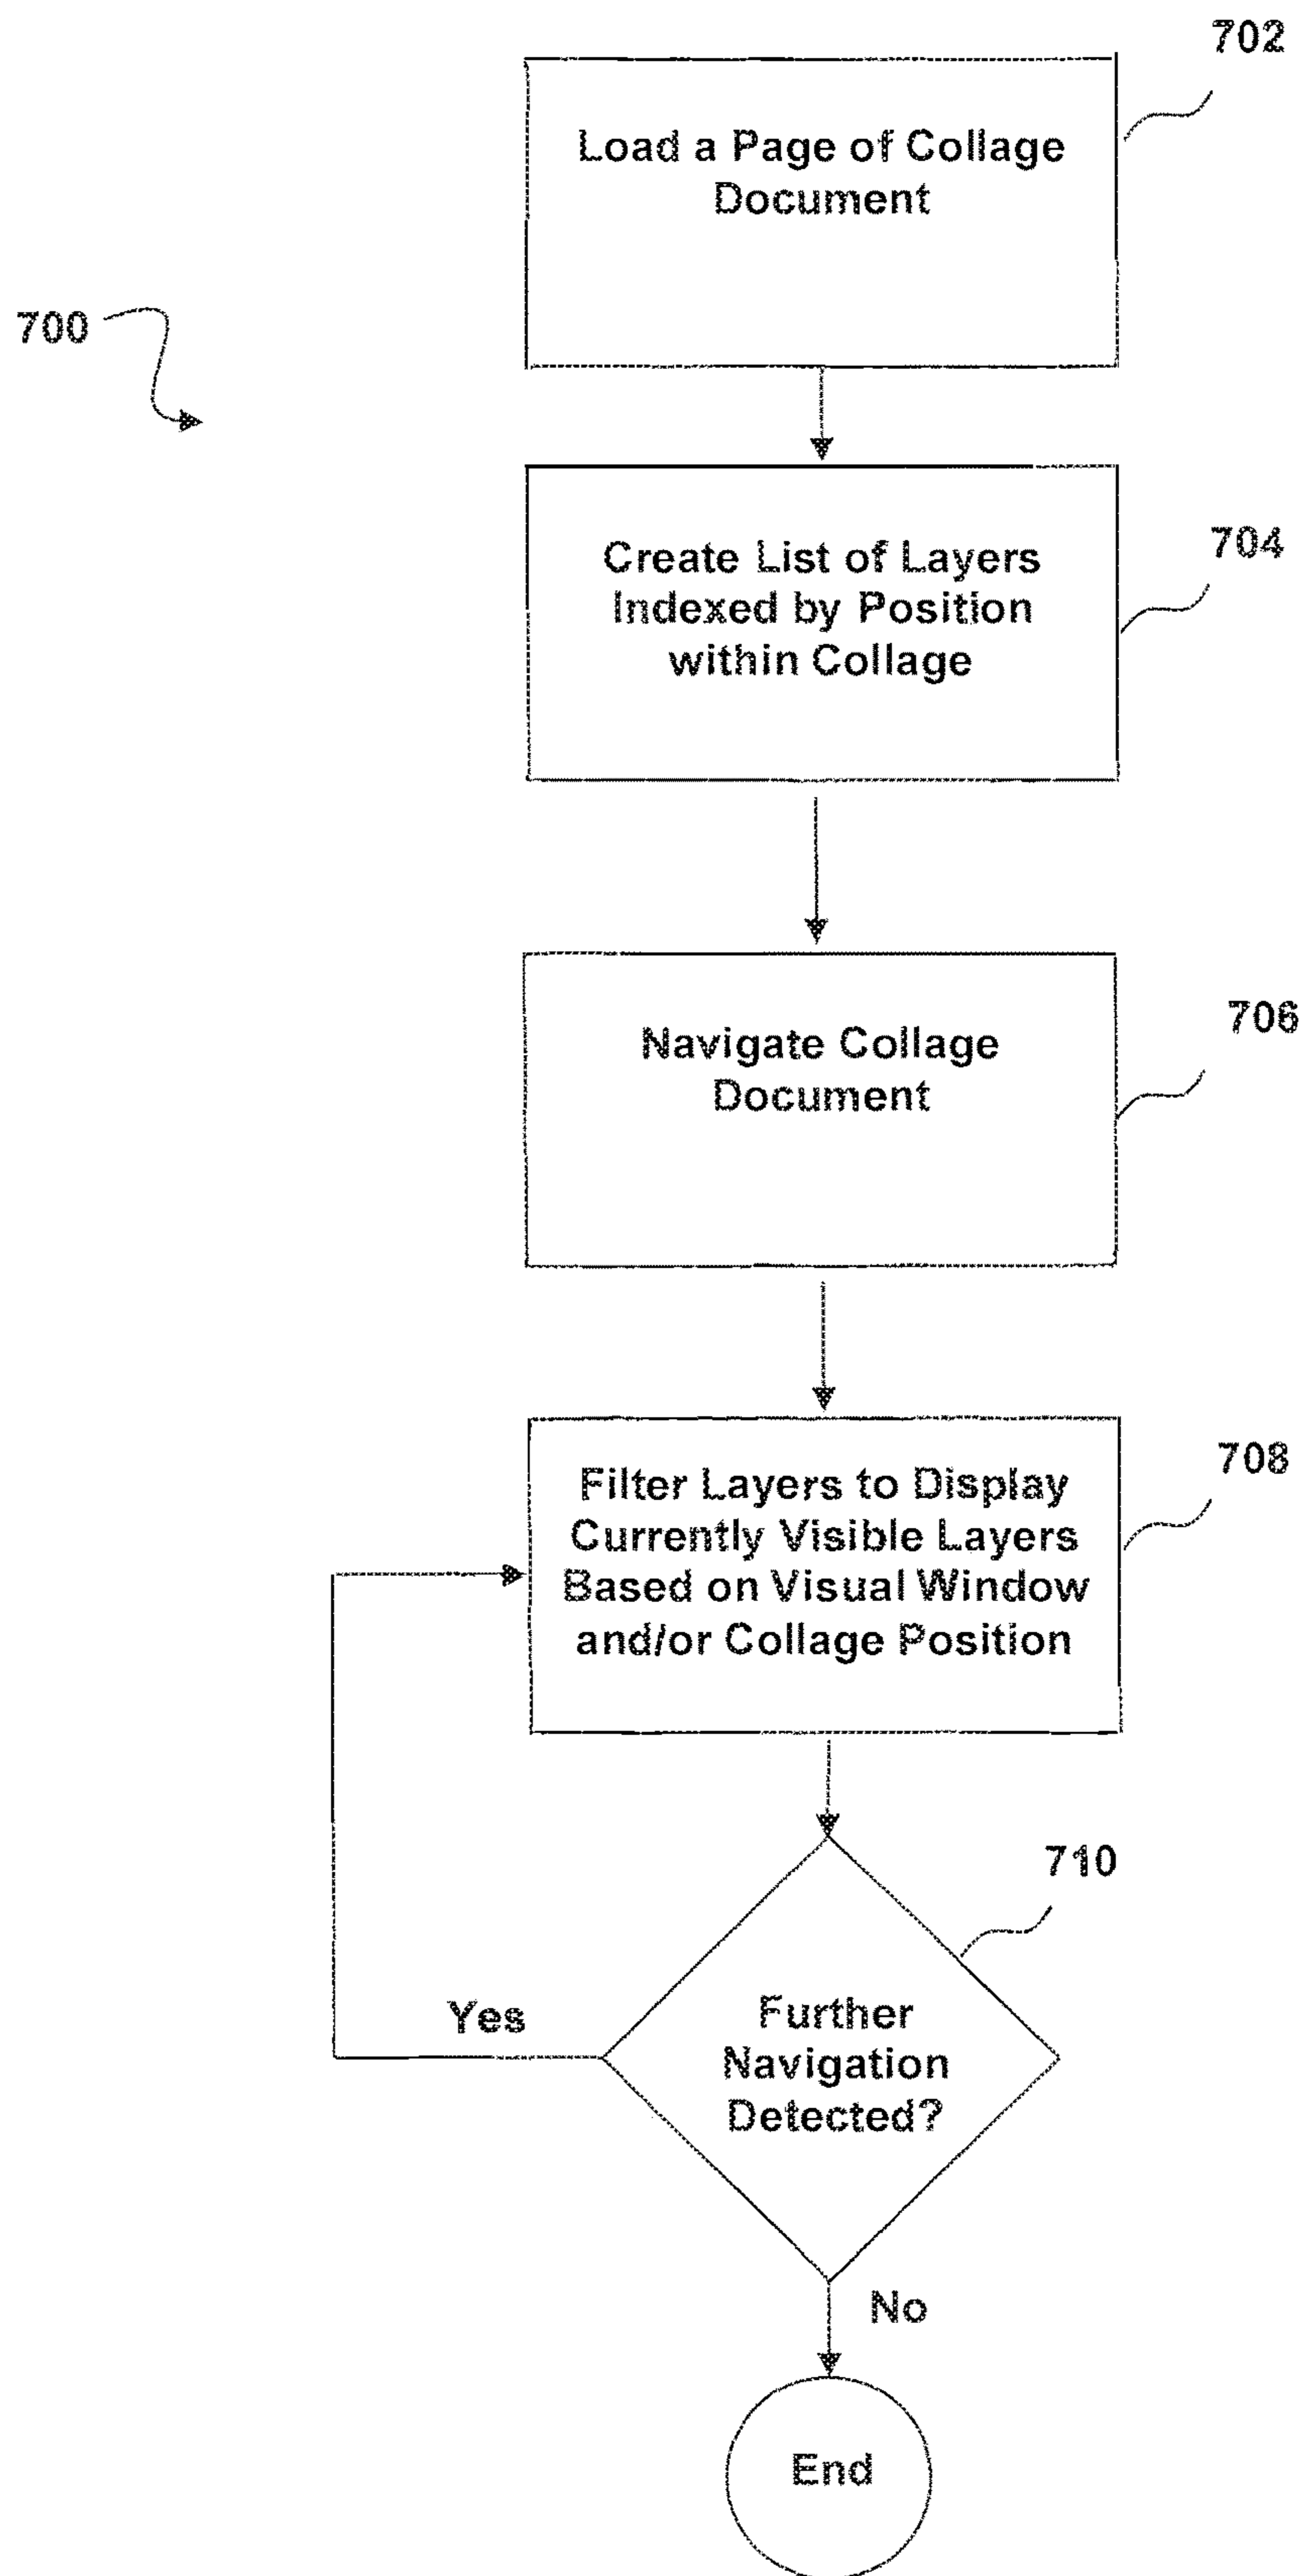 702
Load a Page of Collage
Document
700
704
Create List of Layers
Indexed by Position
within Collage
706
Navigate Collage
Document
708
Filter Layers to Display
Currently Visible Layers
Based on Visual Window
and/or Collage Position
710
Further
Navigation
Detected?
Yes
No
End